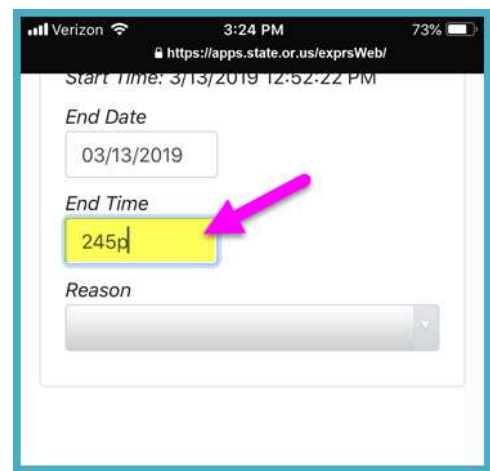 Verizon 3:24 PM 73%
https://apps.state.or.us/exprsWeb/
Start Time: 3/13/2019 12:52:22 PM
End Date
03/13/2019
End Time
245p
Reason